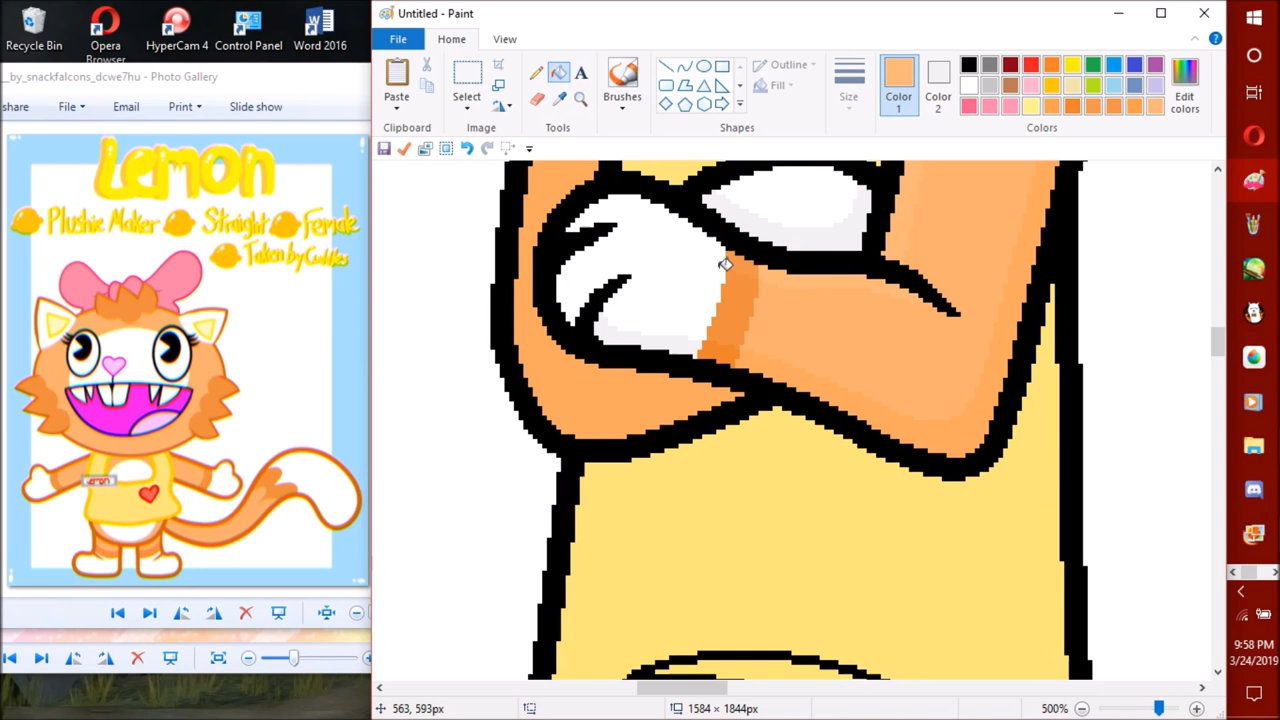 Recycle Bin
Opera Browser
HyperCam 4
Control Panel
Word 2016
_by_snackfalcons_dcwe7hu - Photo Gallery
share
File
Email
Print
Slide show
Lemon
Plushie Maker
Straight
Female
Taken by Cuddles
Lemon
Untitled - Paint
File
Home
View
Paste
Clipboard
Select
Image
A
Tools
Brushes
Outline
Fill
Shapes
Size
Color 1
Color 2
Edit colors
Colors
563, 593px
1584 × 1844px
500%
9:58 PM
3/24/2019